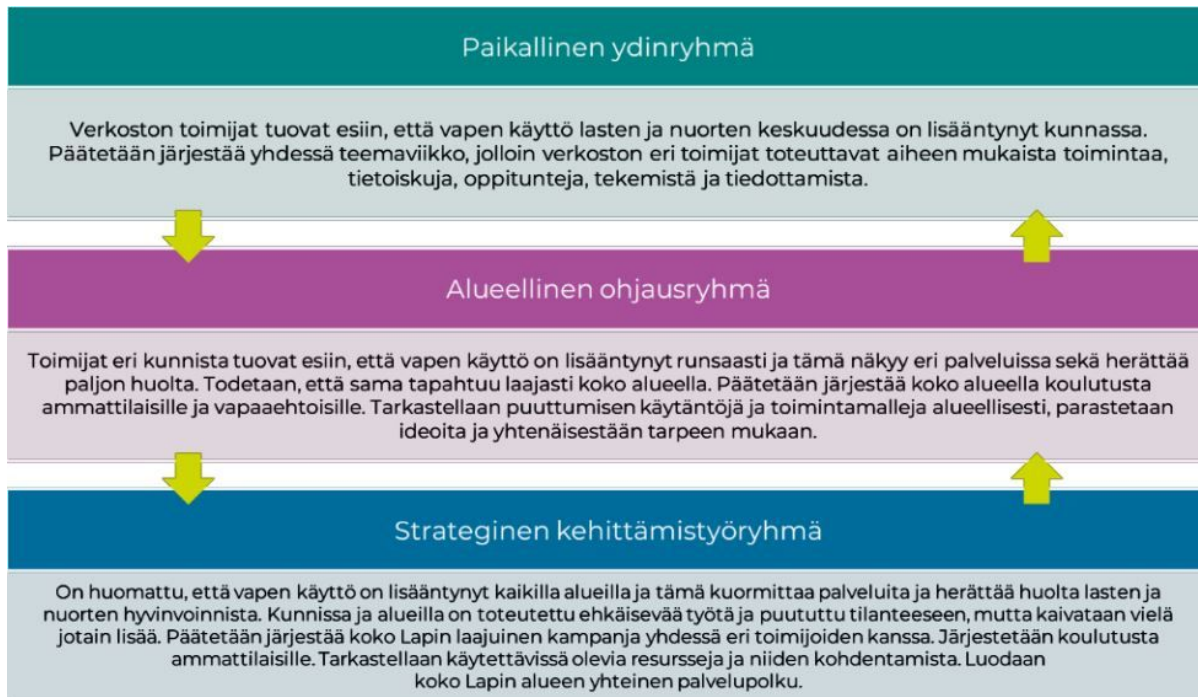 Paikallinen ydinryhmä
Verkoston toimijat tuovat esiin, että vapen käyttö lasten ja nuorten keskuudessa on lisääntynyt kunnassa.
Päätetään järjestää yhdessä teemaviikko, jolloin verkoston eri toimijat toteuttavat aiheen mukaista toimintaa,
tietoiskuja, oppitunteja, tekemistä ja tiedottamista.
Alueellinen ohjausryhmä
Toimijat eri kunnista tuovat esiin, että vapen käyttö on lisääntynyt runsaasti ja tämä näkyy eri palveluissa sekä herättää
paljon huolta. Todetaan, että sama tapahtuu laajasti koko alueella. Päätetään järjestää koko alueella koulutusta
ammattilaisille ja vapaaehtoisille. Tarkastellaan puuttumisen käytäntöjä ja toimintamalleja alueellisesti, parastetaan
ideoita ja yhtenäisestään tarpeen mukaan.
Strateginen kehittämistyöryhmä
On huomattu, että vapen käyttö on lisääntynyt kaikilla alueilla ja tämä kuormittaa palveluita ja herättää huolta lasten ja
nuorten hyvinvoinnista. Kunnissa ja alueilla on toteutettu ehkäisevää työtä ja puututtu tilanteeseen, mutta kaivataan vielä
jotain lisää. Päätetään järjestää koko Lapin laajuinen kampanja yhdessä eri toimijoiden kanssa. Järjestetään koulutusta
ammattilaisille. Tarkastellaan käytettävissä olevia resursseja ja niiden kohdentamista. Luodaan
koko Lapin alueen yhteinen palvelupolku.